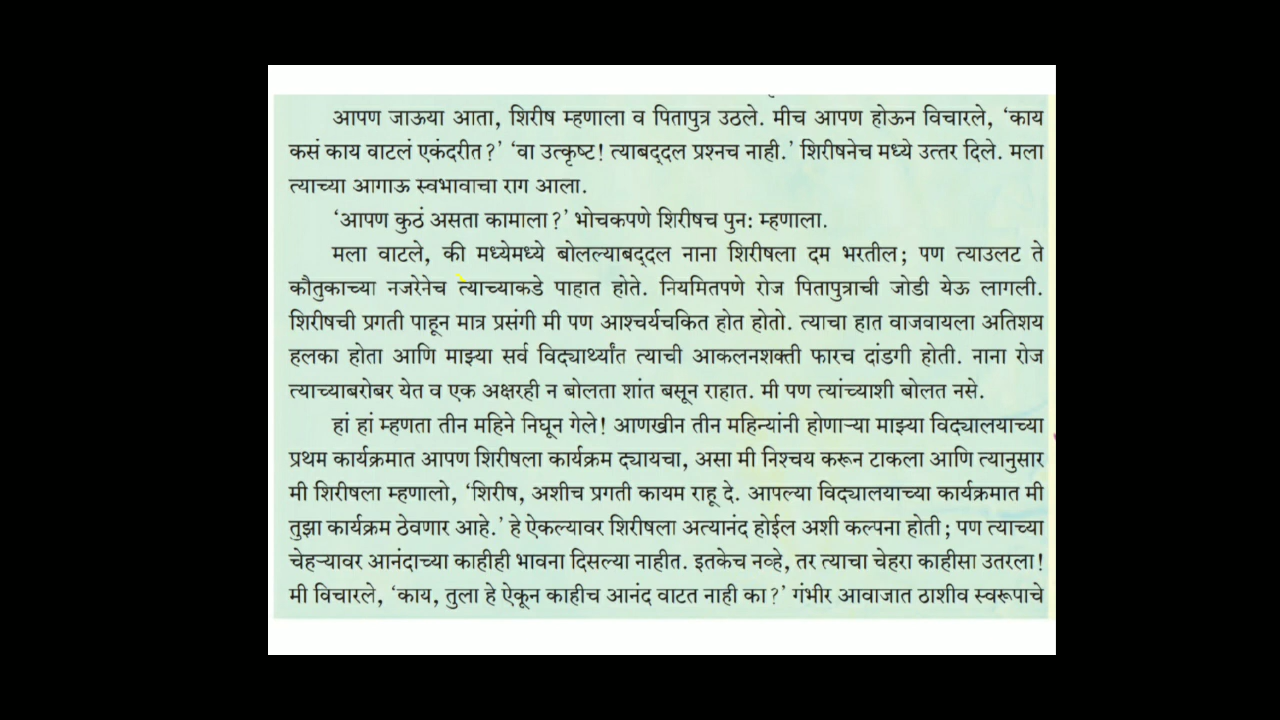 आपण जाऊया आता, शिरीष म्हणाला व पितापुत्र उठले. मीच आपण होऊन विचारले, ‘काय
कसं काय वाटलं एकंदरीत?’ ‘वा उत्कृष्ट! त्याबद्दल प्रश्नच नाही.’ शिरीषनेच मध्ये उत्तर दिले. मला
त्याच्या आगाऊ स्वभावाचा राग आला.
‘आपण कुठं असता कामाला?’ भोचकपणे शिरीषच पुन: म्हणाला.
मला वाटले, की मध्येमध्ये बोलल्याबद्दल नाना शिरीषला दम भरतील; पण त्याउलट ते
कौतुकाच्या नजरेनेच त्याच्याकडे पाहात होते. नियमितपणे रोज पितापुत्राची जोडी येऊ लागली.
शिरीषची प्रगती पाहून मात्र प्रसंगी मी पण आश्चर्यचकित होत होतो. त्याचा हात वाजवायला अतिशय
हलका होता आणि माझ्या सर्व विद्यार्थ्यांत त्याची आकलनशक्ती फारच दांडगी होती. नाना रोज
त्याच्याबरोबर येत व एक अक्षरही न बोलता शांत बसून राहात. मी पण त्यांच्याशी बोलत नसे.
हां हां म्हणता तीन महिने निघून गेले! आणखीन तीन महिन्यांनी होणाऱ्या माझ्या विद्यालयाच्या
प्रथम कार्यक्रमात आपण शिरीषला कार्यक्रम द्यायचा, असा मी निश्चय करून टाकला आणि त्यानुसार
मी शिरीषला म्हणालो, ‘शिरीष, अशीच प्रगती कायम राहू दे. आपल्या विद्यालयाच्या कार्यक्रमात मी
तुझा कार्यक्रम ठेवणार आहे.’ हे ऐकल्यावर शिरीषला अत्यानंद होईल अशी कल्पना होती; पण त्याच्या
चेहऱ्यावर आनंदाच्या काहीही भावना दिसल्या नाहीत. इतकेच नव्हे, तर त्याचा चेहरा काहीसा उतरला!
मी विचारले, ‘काय, तुला हे ऐकून काहीच आनंद वाटत नाही का?’ गंभीर आवाजात ठाशीव स्वरूपाचे